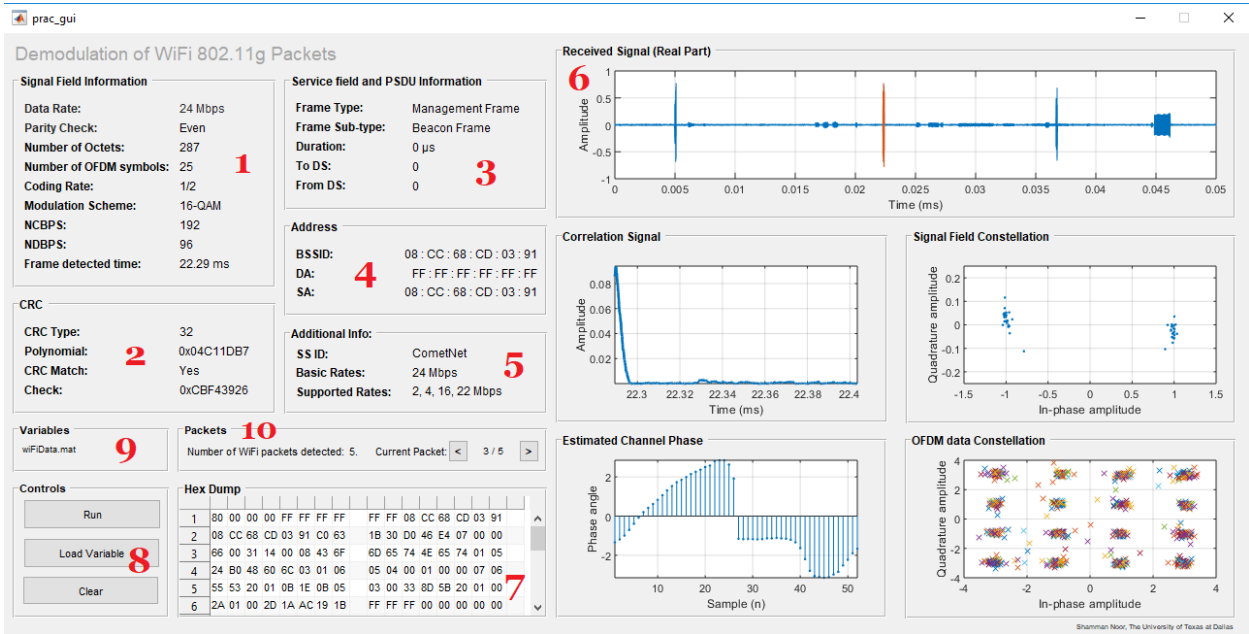 prac_gui
Demodulation of WiFi 802.11g Packets
Signal Field Information
Data Rate: 24 Mbps
Parity Check: Even
Number of Octets: 287
Number of OFDM symbols: 25
Coding Rate: 1/2
Modulation Scheme: 16-QAM
NCBPS: 192
NDBPS: 96
Frame detected time: 22.29 ms
1
CRC
CRC Type: 32
Polynomial: 0x04C11DB7
CRC Match: Yes
Check: 0xCBF43926
2
Service field and PSDU Information
Frame Type: Management Frame
Frame Sub-type: Beacon Frame
Duration: 0 µs
To DS: 0
From DS: 0
3
Address
BSSID: 08 : CC : 68 : CD : 03 : 91
DA: FF : FF : FF : FF : FF : FF
SA: 08 : CC : 68 : CD : 03 : 91
4
Additional Info:
SS ID: CometNet
Basic Rates: 24 Mbps
Supported Rates: 2, 4, 16, 22 Mbps
5
Variables
wiFiData.mat
9
Packets
10
Number of WiFi packets detected: 5. Current Packet: < 3 / 5 >
Controls
Run
Load Variable
Clear
8
Hex Dump
1 80 00 00 00 FF FF FF FF FF FF 08 CC 68 CD 03 91
2 08 CC 68 CD 03 91 C0 63 1B 30 D0 46 E4 07 00 00
3 66 00 31 14 00 08 43 6F 6D 65 74 4E 65 74 01 05
4 24 B0 48 60 6C 03 01 06 05 04 00 01 00 00 07 06
5 55 53 20 01 0B 1E 0B 05 03 00 33 8D 5B 20 01 00
6 2A 01 00 2D 1A AC 19 1B FF FF FF 00 00 00 00 00
7
Received Signal (Real Part)
6
Amplitude
1
0.5
0
-0.5
-1
0 0.005 0.01 0.015 0.02 0.025 0.03 0.035 0.04 0.045 0.05
Time (ms)
Correlation Signal
Amplitude
0.08
0.06
0.04
0.02
22.3 22.32 22.34 22.36 22.38 22.4
Time (ms)
Signal Field Constellation
Quadrature amplitude
0.2
0.1
0
-0.1
-0.2
-1.5 -1 -0.5 0 0.5 1 1.5
In-phase amplitude
Estimated Channel Phase
Phase angle
2
0
-2
10 20 30 40 50
Sample (n)
OFDM data Constellation
Quadrature amplitude
4
2
0
-2
-4
-4 -2 0 2 4
In-phase amplitude
Shamman Noor, The University of Texas at Dallas